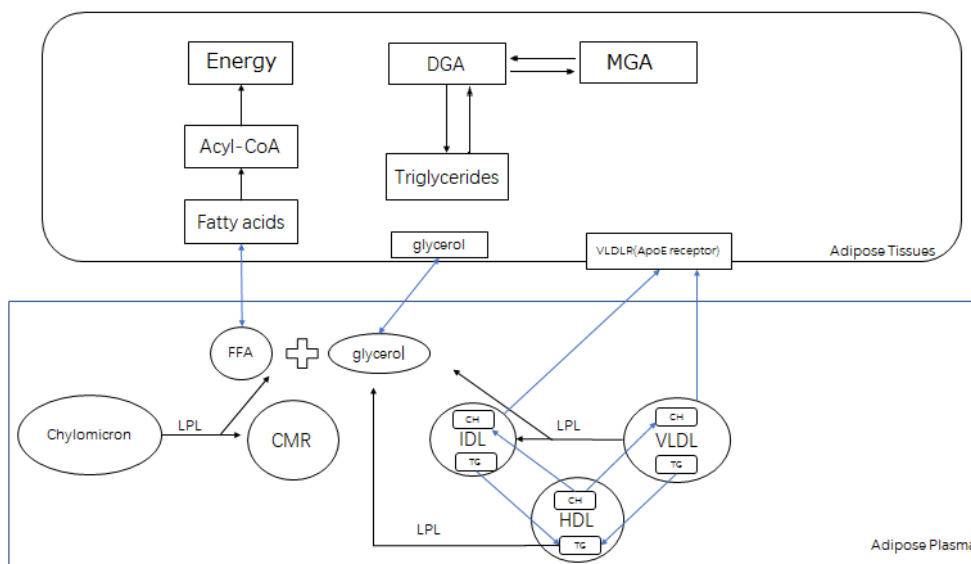 Energy
DGA
MGA
Acyl-CoA
Triglycerides
Fatty acids
glycerol
VLDLR(ApoE receptor)
Adipose Tissues
FFA
glycerol
Chylomicron
LPL
CMR
CH
IDL
TG
LPL
CH
VLDL
TG
CH
HDL
TG
LPL
Adipose Plasma